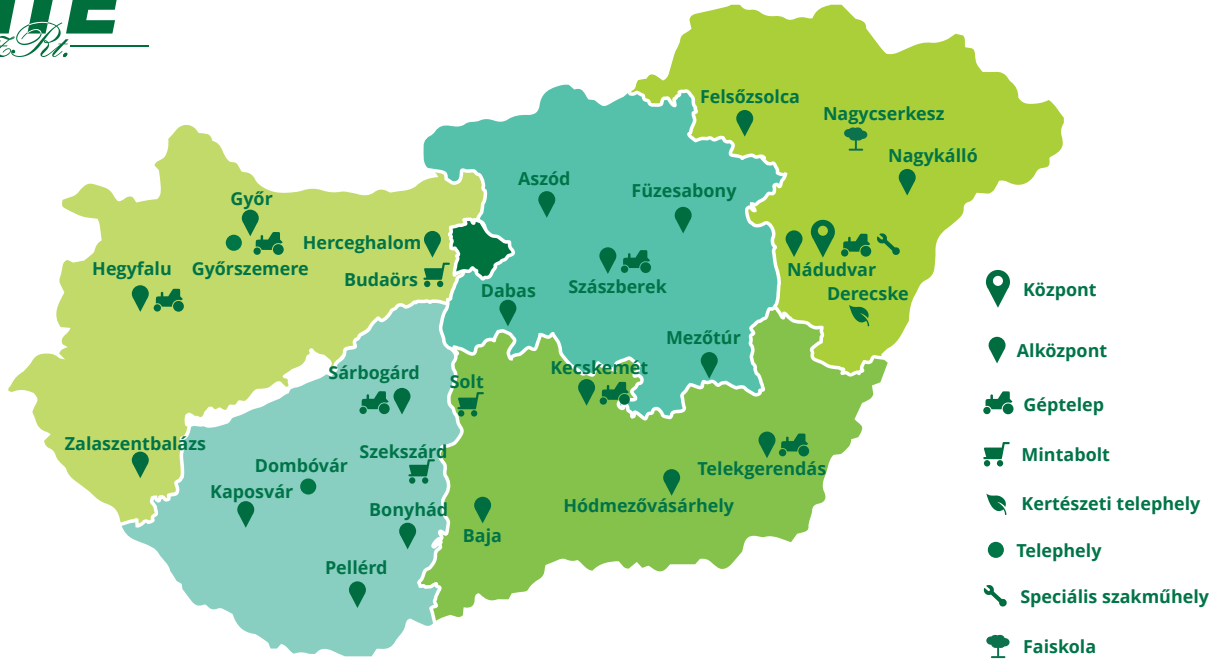 Rt.
Felsőzsolca
Nagycserkesz
Nagykálló
Aszód
Füzesabony
Győr
Herceghalom
Győrszemere
Hegyfalu
Budaörs
Nádudvar
Szászberek
Dabas
Derecske
Mezőtúr
Kecskemét
Sárbogárd
Solt
Zalaszentbalázs
Szekszárd
Dombóvár
Kaposvár
Telekgerendás
Bonyhád
Hódmezővásárhely
Baja
Pellérd
Központ
Alközpont
Géptelep
Mintabolt
Kertészeti telephely
Telephely
Speciális szakműhely
Faiskola